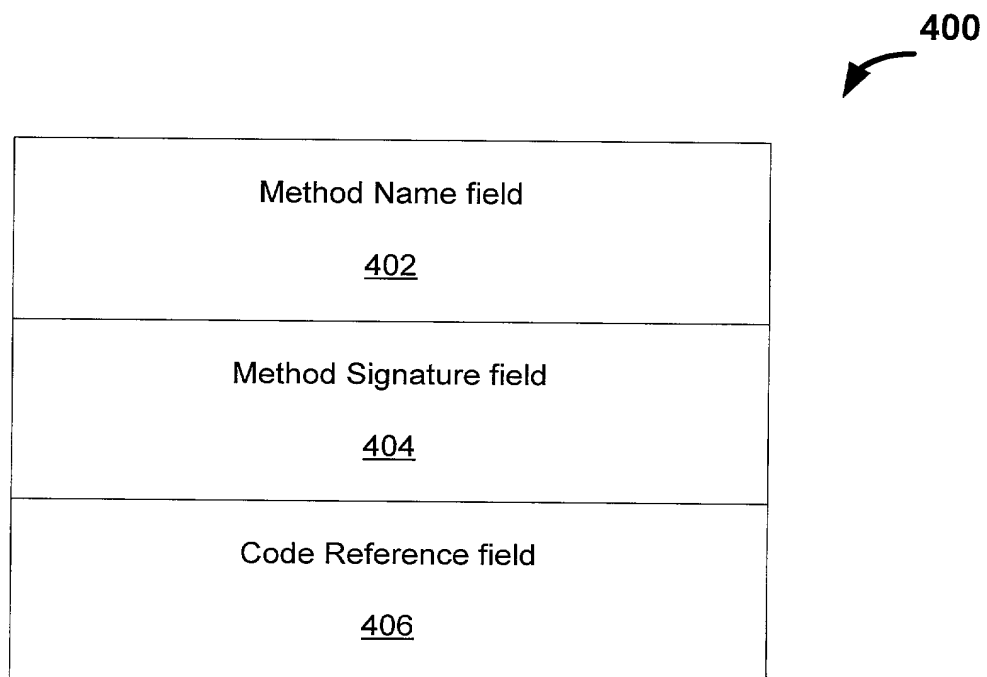 400
Method Name field
402
Method Signature field
404
Code Reference field
406